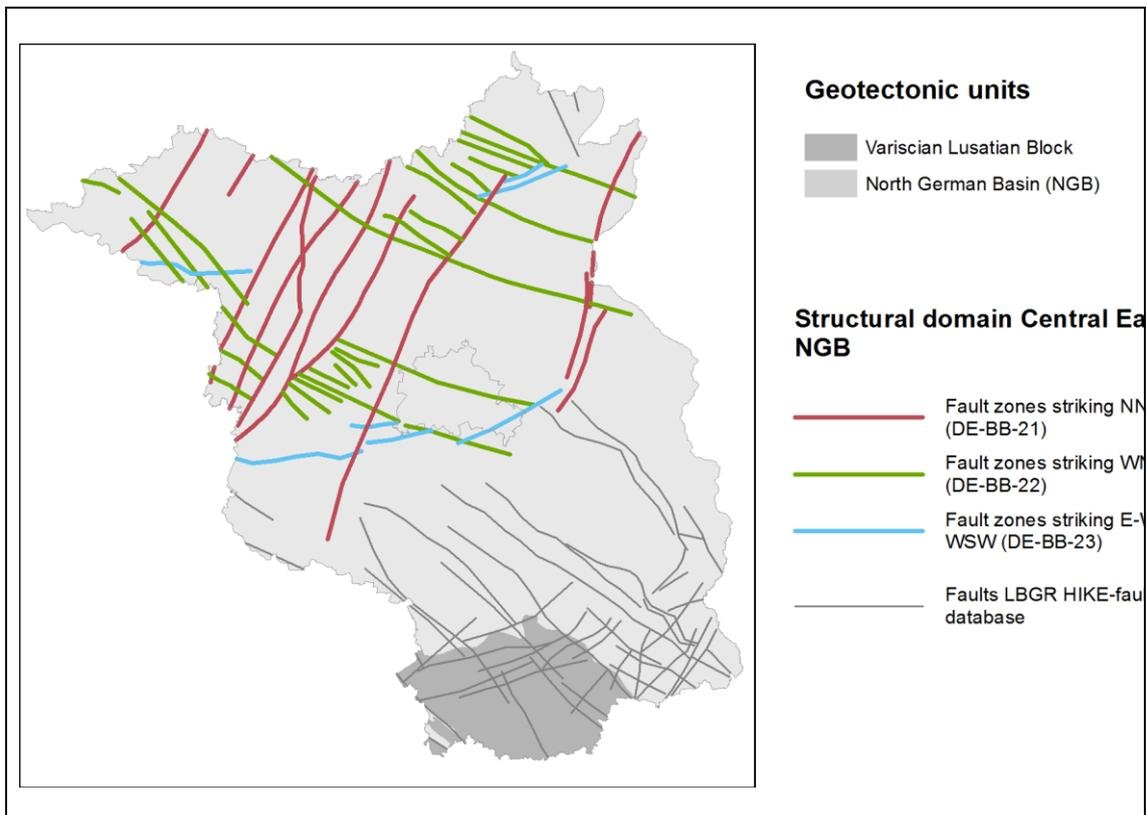 Geotectonic units
Variscian Lusatian Block
North German Basin (NGB)
Structural domain Central Ea
NGB
Fault zones striking NN
(DE-BB-21)
Fault zones striking WN
(DE-BB-22)
Fault zones striking E-W
WSW (DE-BB-23)
Faults LBGR HIKE-fau
database